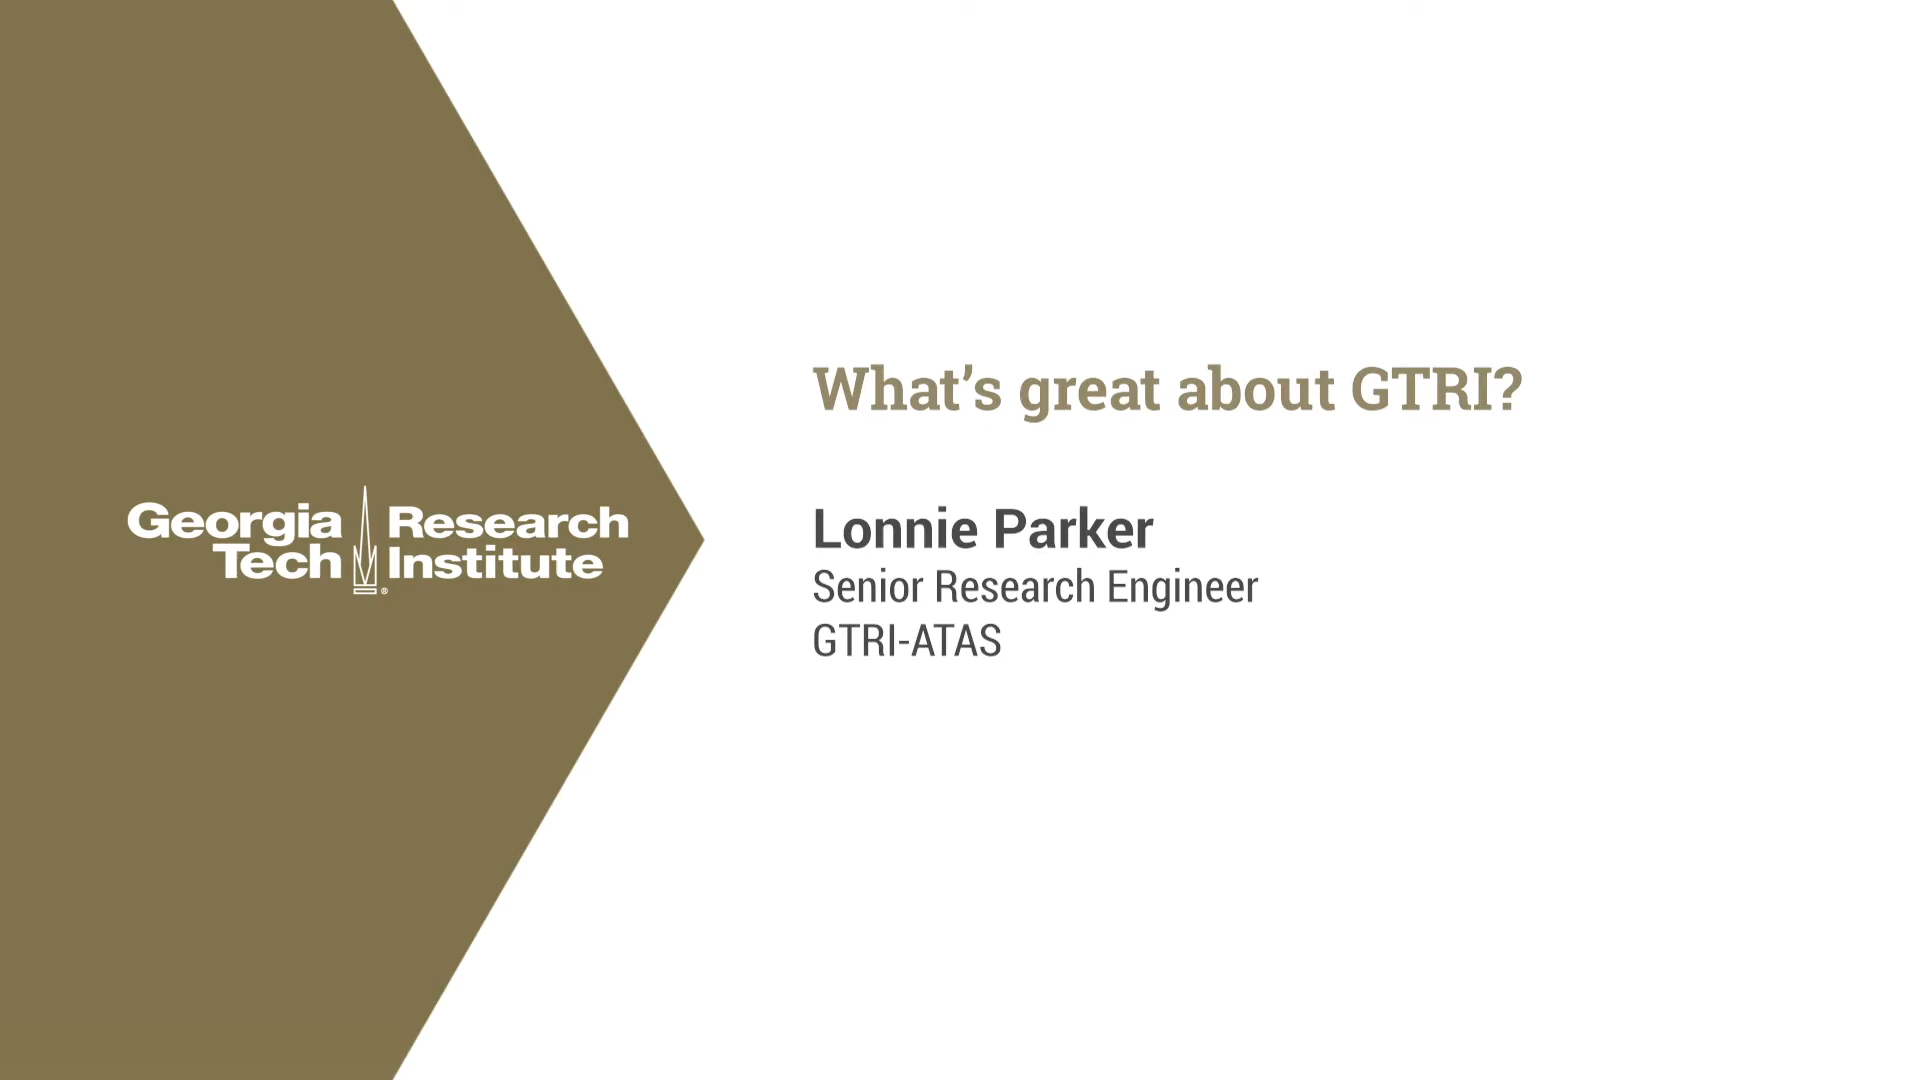 Georgia
Tech
Research
Institute
®
What’s great about GTRI?
Lonnie Parker
Senior Research Engineer
GTRI-ATAS